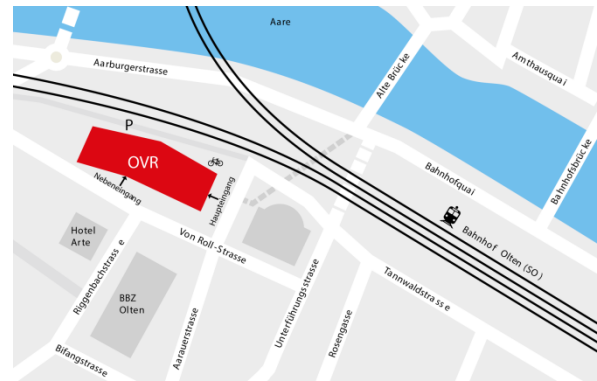 Aare
Aarburgerstrasse
Amthausquai
Alte Brücke
P
OVR
Nebeneingang
Haupteingang
Bahnhofquai
Bahnhofsbrücke
Bahnhof Olten (SO)
Hotel
Arte
Von Roll-Strasse
Tannwaldstrasse
Riggenbachstrasse
BBZ
Olten
Aarauerstrasse
Unterführungsstrasse
Rosengasse
Bifangstrasse